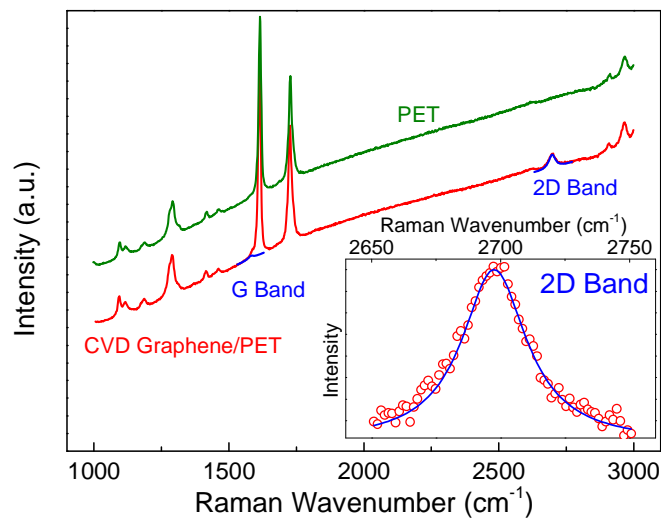 PET
2D Band
G Band
CVD Graphene/PET
Intensity (a.u.)
1000 1500 2000 2500 3000
Raman Wavenumber (cm-1)
Raman Wavenumber (cm-1)
2650 2700 2750
2D Band
Intensity